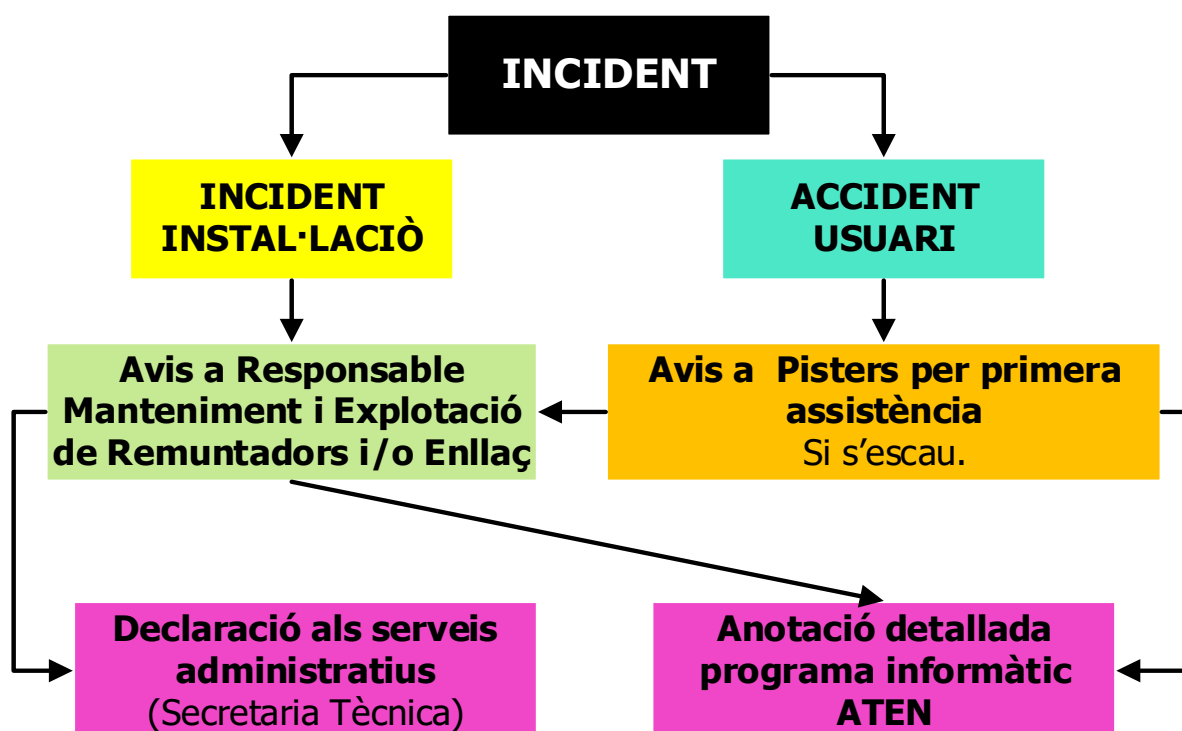 INCIDENT
INCIDENT
INSTAL·LACIÒ
ACCIDENT
USUARI
Avis a Responsable
Manteniment i Explotació
de Remuntadors i/o Enllaç
Avis a  Pisters per primera
assistència
Si s’escau.
Declaració als serveis
administratius
(Secretaria Tècnica)
Anotació detallada
programa informàtic
ATEN